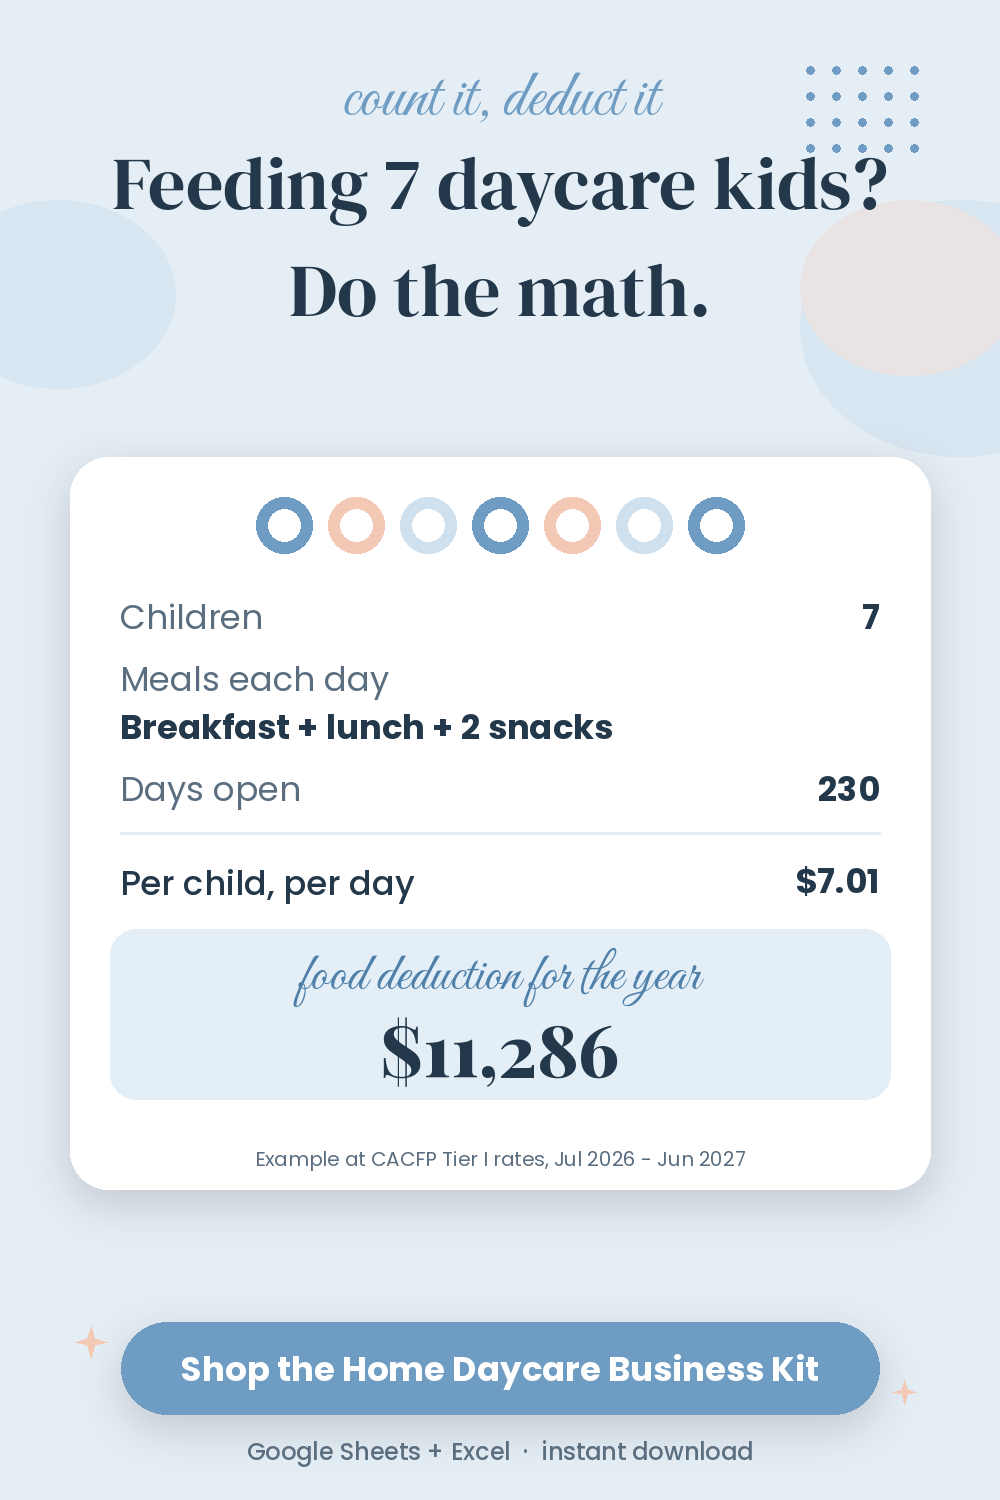 count it, deduct it
Feeding 7 daycare kids?
Do the math.
Children 7
Meals each day
Breakfast + lunch + 2 snacks
Days open 230
Per child, per day $7.01
food deduction for the year
$11,286
Example at CACFP Tier I rates, Jul 2026 - Jun 2027
Shop the Home Daycare Business Kit
Google Sheets + Excel · instant download